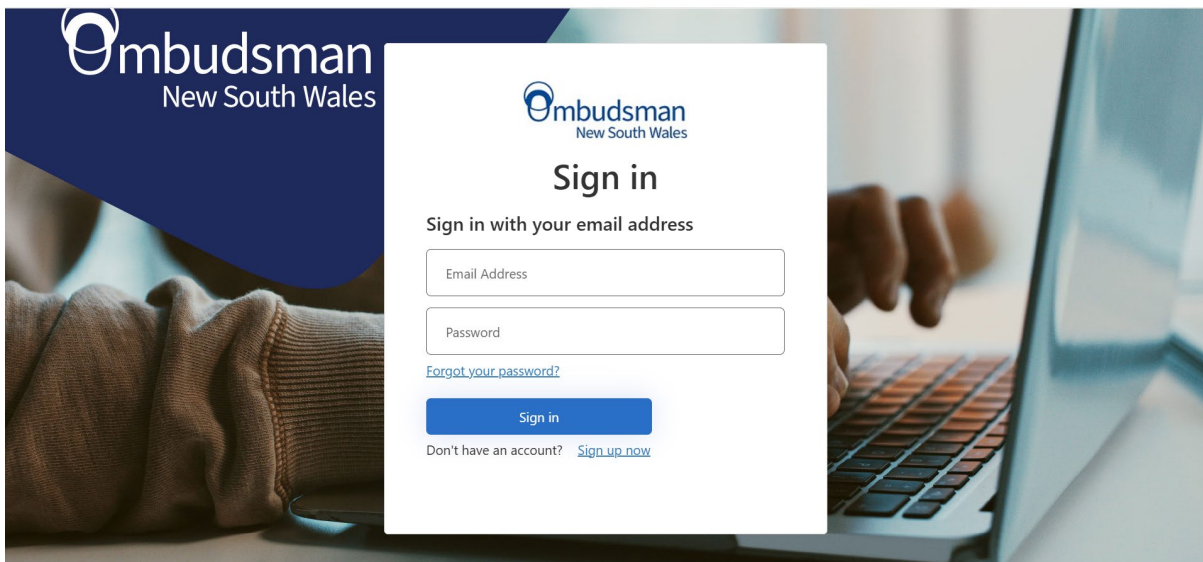 Ombudsman
New South Wales
Ombudsman
New South Wales
Sign in
Sign in with your email address
Email Address
Password
Forgot your password?
Sign in
Don't have an account? Sign up now